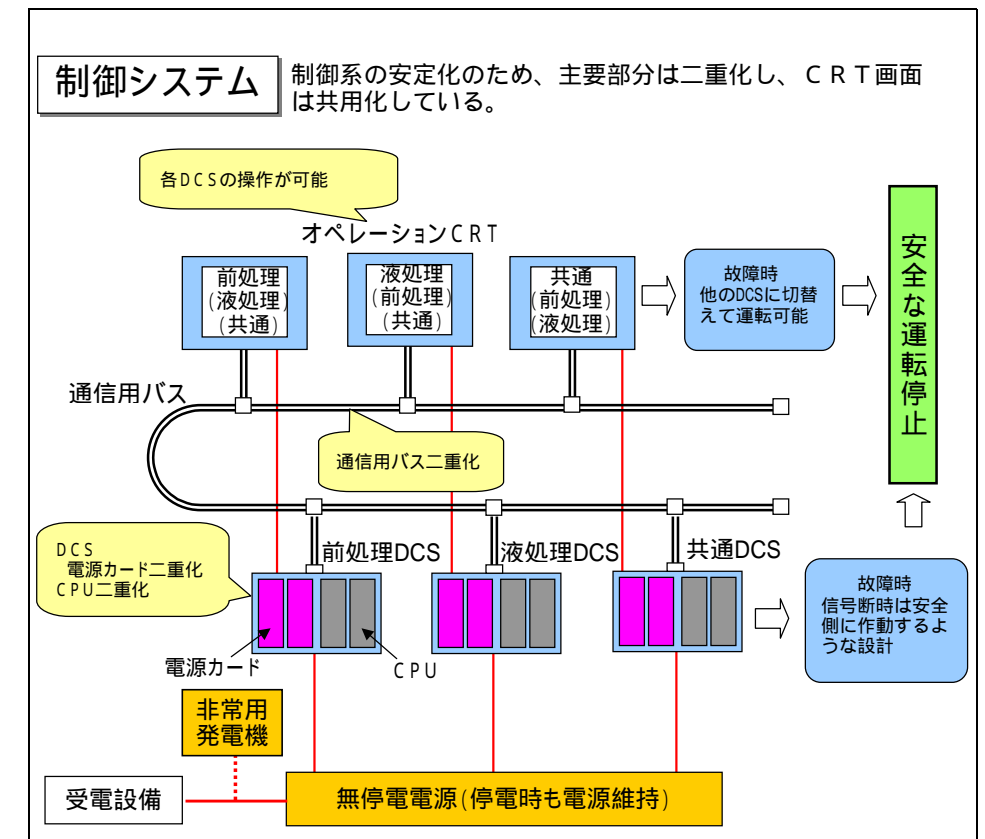 制御システム
制御系の安定化のため、主要部分は二重化し、ＣＲＴ画面
は共用化している。
各ＤＣＳの操作が可能
オペレーションＣＲＴ
前処理
(液処理)
(共通)
液処理
(前処理)
(共通)
共通
(前処理)
(液処理)
故障時
他のDCSに切替
えて運転可能
安全な運転停止
通信用バス
通信用バス二重化
ＤＣＳ
電源カード二重化
ＣＰＵ二重化
前処理DCS
液処理DCS
共通DCS
故障時
信号断時は安全
側に作動するよ
うな設計
電源カード
ＣＰＵ
非常用
発電機
受電設備
無停電電源(停電時も電源維持)